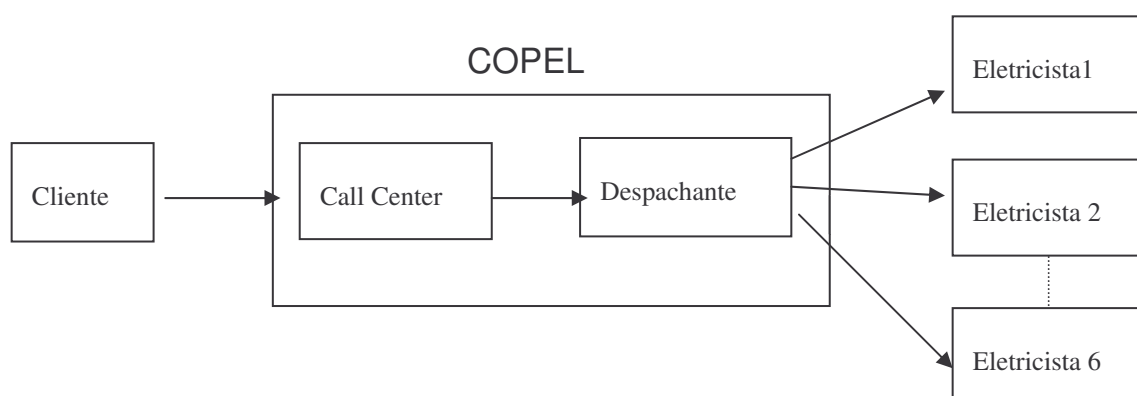 COPEL
Cliente
Call Center
Despachante
Eletricista1
Eletricista 2
Eletricista 6